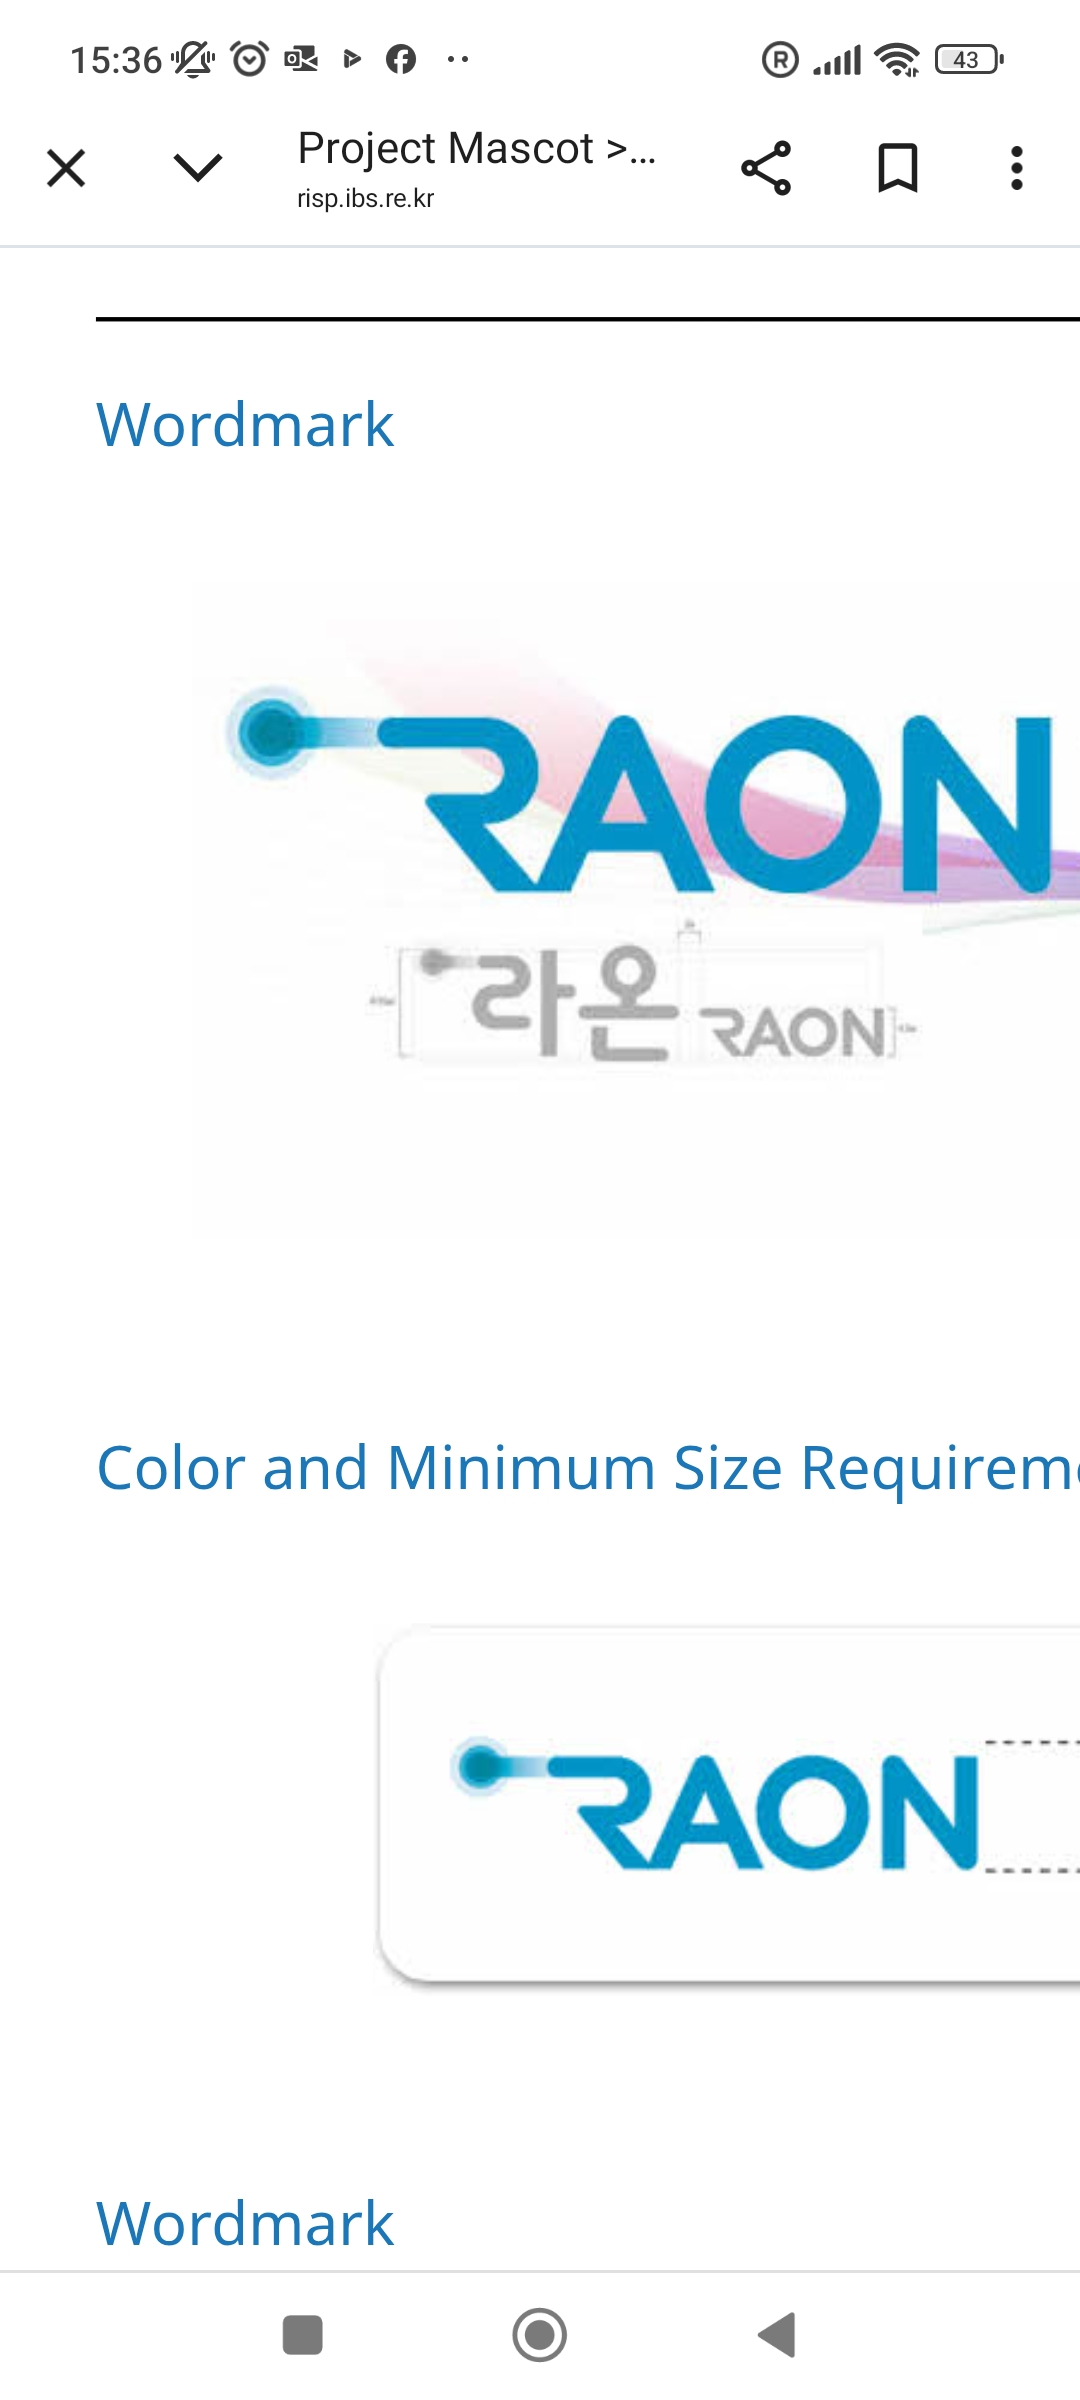 15:36
43
Project Mascot >...
risp.ibs.re.kr
Wordmark
RAON
라온 RAON
Color and Minimum Size Requirem
RAON
Wordmark